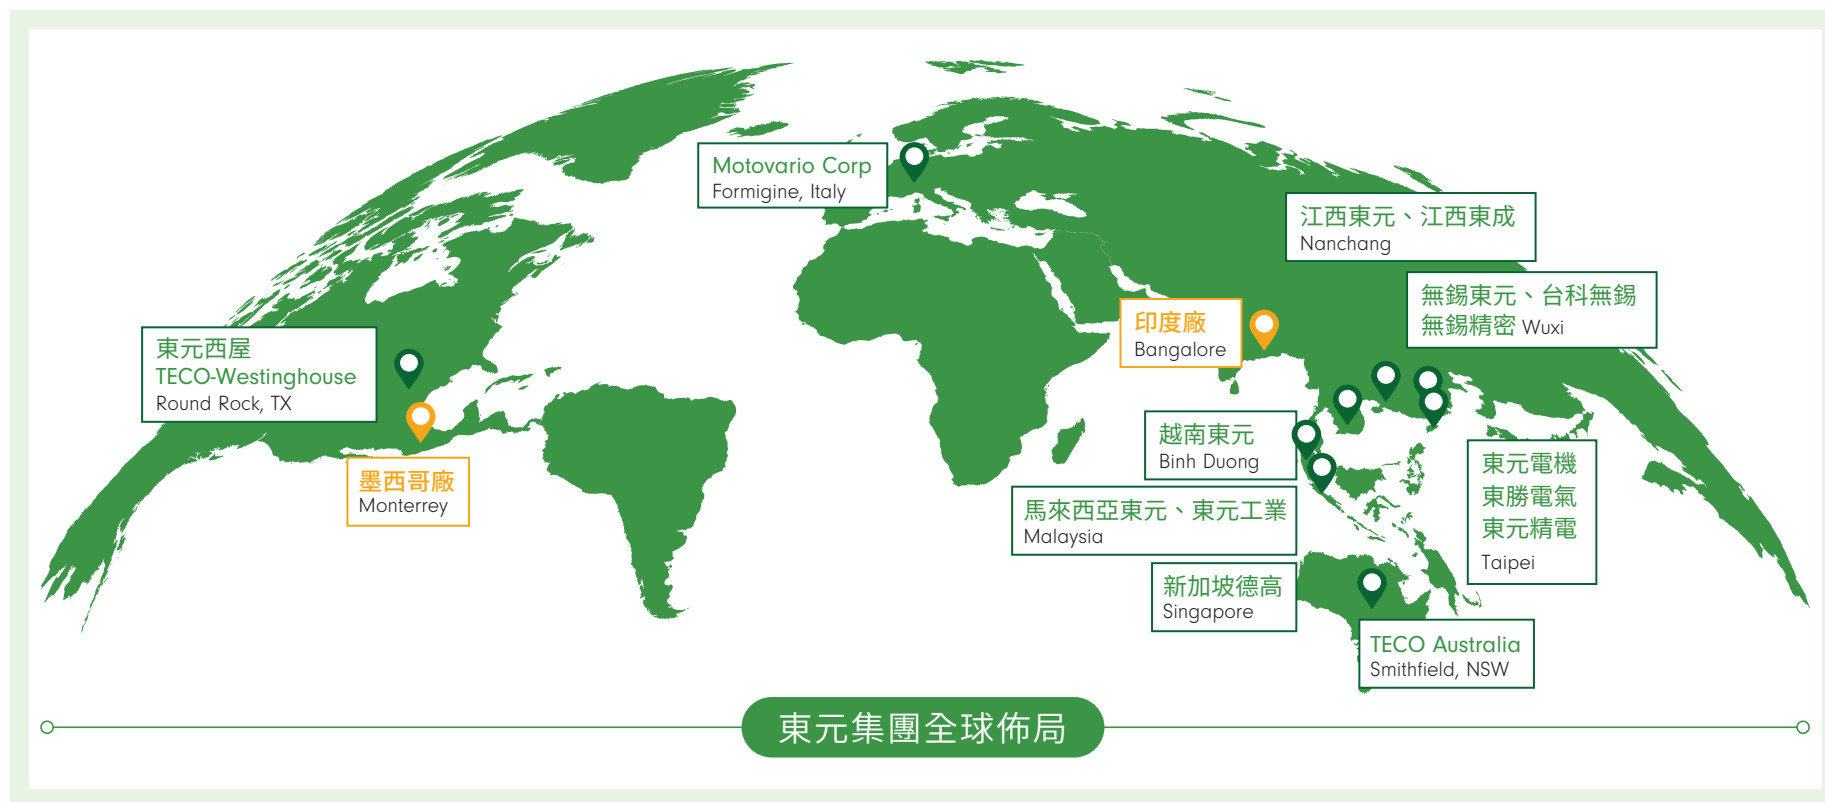 Motovario Corp
Formigine, Italy
江西東元、江西東成
Nanchang
無錫東元、台科無錫
無錫精密 Wuxi
印度廠
Bangalore
東元西屋
TECO-Westinghouse
Round Rock, TX
墨西哥廠
Monterrey
越南東元
Binh Duong
馬來西亞東元、東元工業
Malaysia
東元電機
東勝電氣
東元精電
Taipei
新加坡德高
Singapore
TECO Australia
Smithfield, NSW
東元集團全球佈局